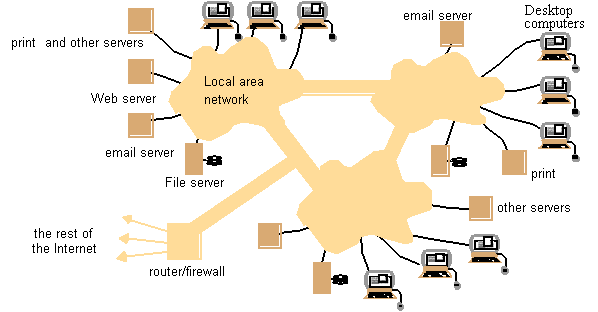 email server
Desktop
computers
print and other servers
Local area
network
Web server
email server
File server
print
other servers
the rest of
the Internet
router/firewall